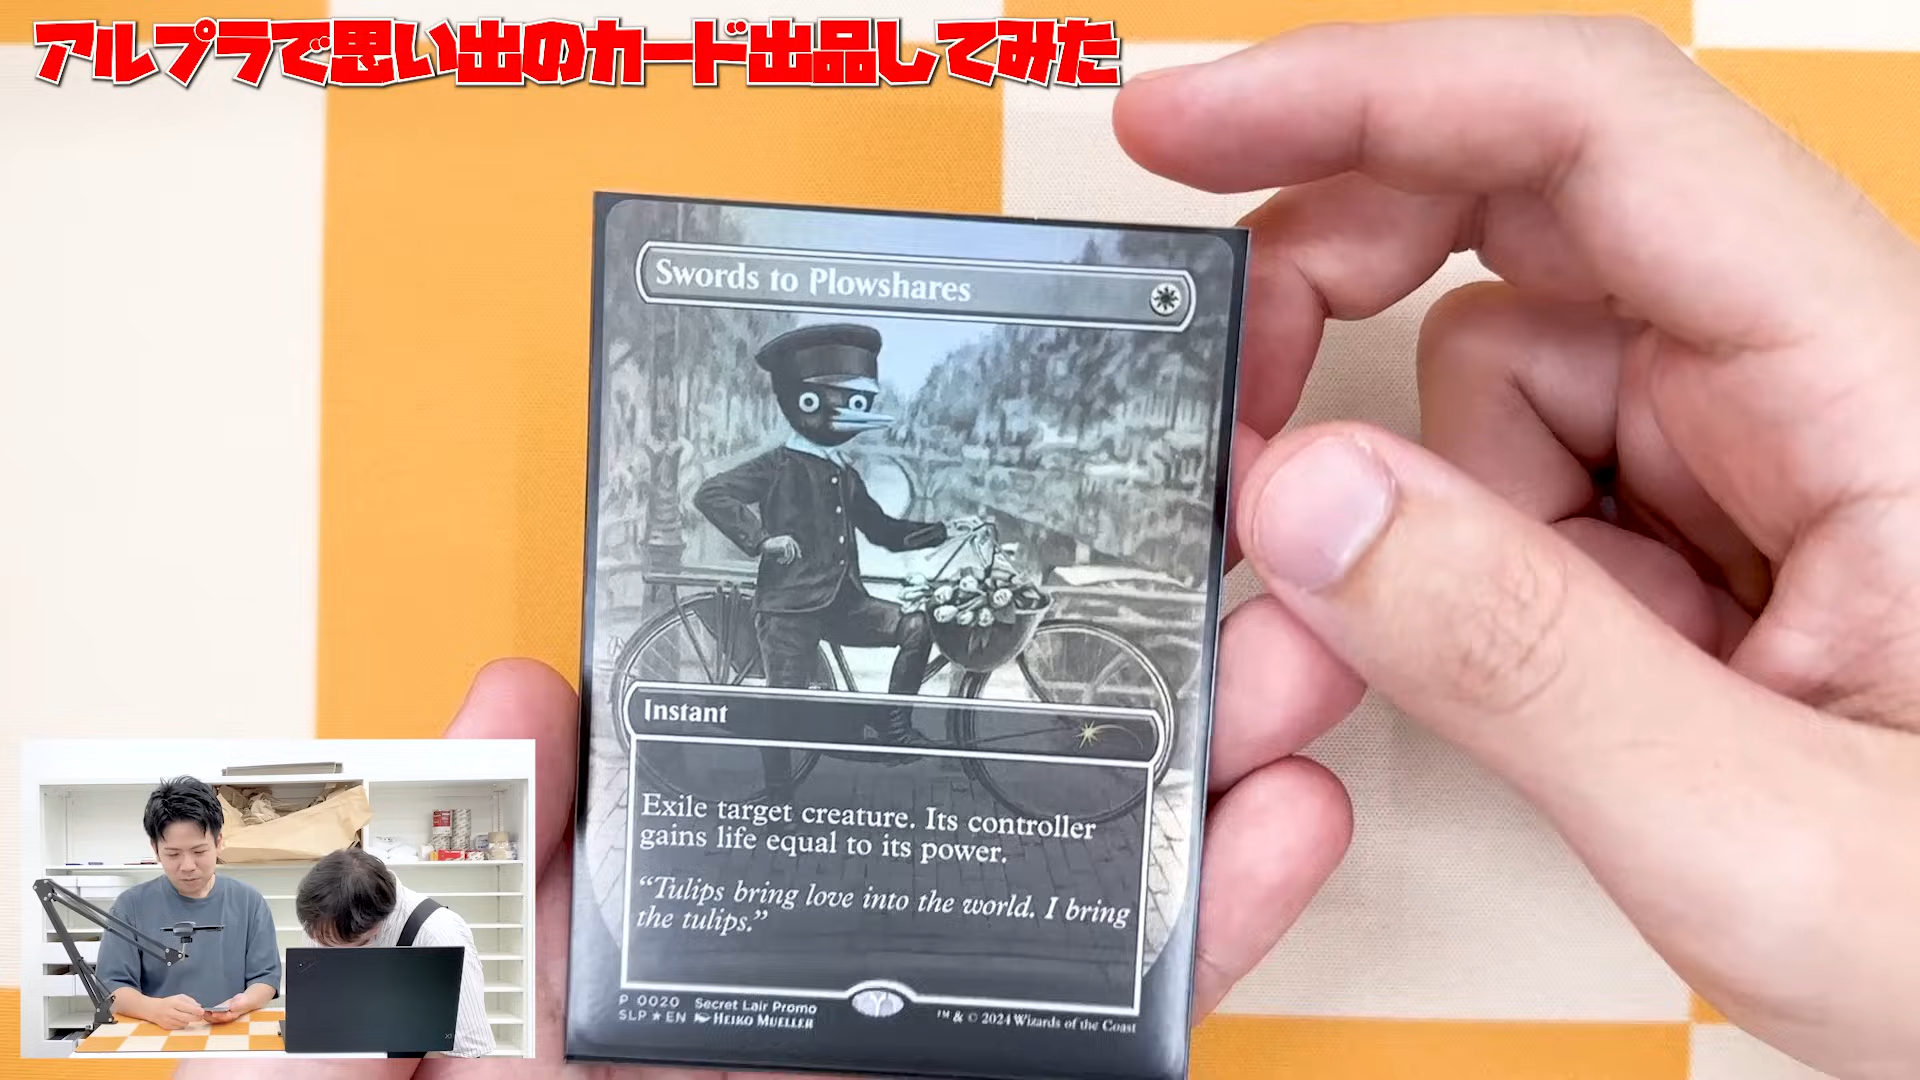 アルプラで思い出のカード出品してみた
Swords to Plowshares
Instant
Exile target creature. Its controller
gains life equal to its power.
“Tulips bring love into the world. I bring
the tulips.”
P 0020 Secret Lair Promo
SLP ★ EN Heiko Mueller
™ & © 2024 Wizards of the Coast